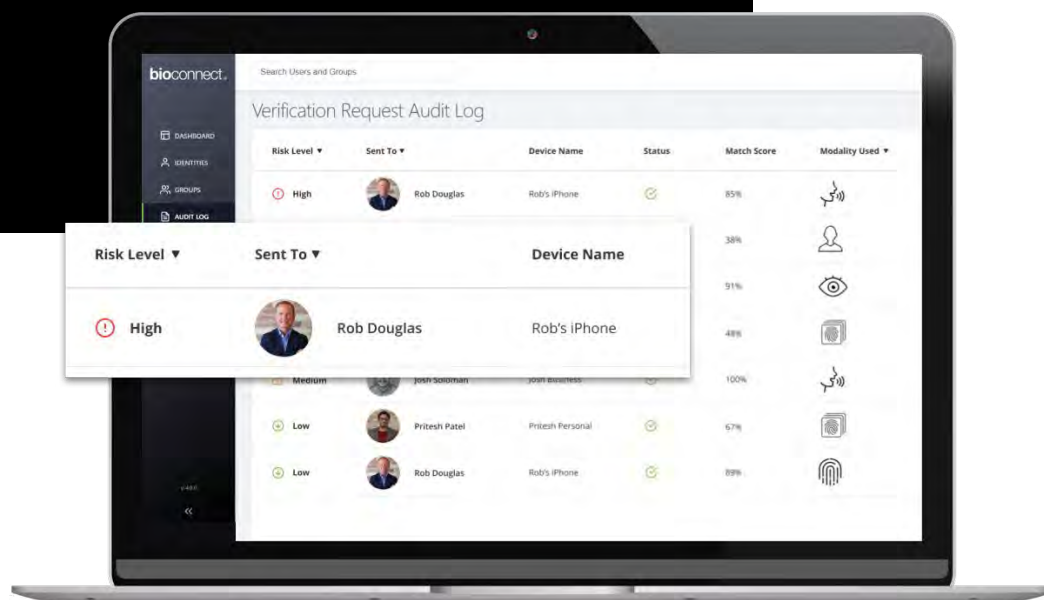 bioconnect.
Search Users and Groups
Verification Request Audit Log
DASHBOARD
IDENTITIES
GROUPS
AUDIT LOG
Risk Level ▼ Sent To ▼ Device Name Status Match Score Modality Used ▼
High Rob Douglas Rob's iPhone 85%
38%
91%
48%
Risk Level ▼ Sent To ▼ Device Name
High Rob Douglas Rob's iPhone
Medium Josh Soloman Josh Business 100%
Low Pritesh Patel Pritesh Personal 67%
Low Rob Douglas Rob's iPhone 89%